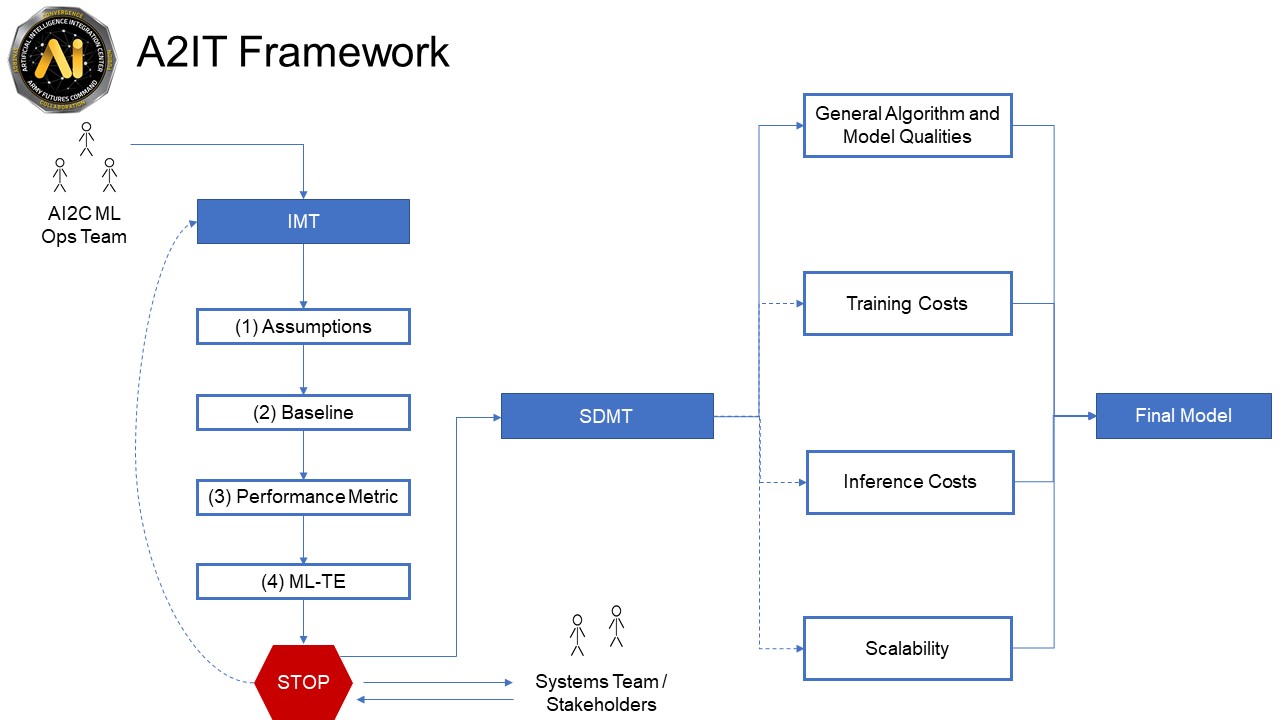 CONVERGENCE
ARTIFICIAL INTELLIGENCE INTEGRATION CENTER
Ai
ARMY FUTURES COMMAND
COLLABORATION
A2IT Framework
AI2C ML
Ops Team
IMT
(1) Assumptions
(2) Baseline
(3) Performance Metric
(4) ML-TE
STOP
Systems Team /
Stakeholders
SDMT
General Algorithm and
Model Qualities
Training Costs
Inference Costs
Scalability
Final Model